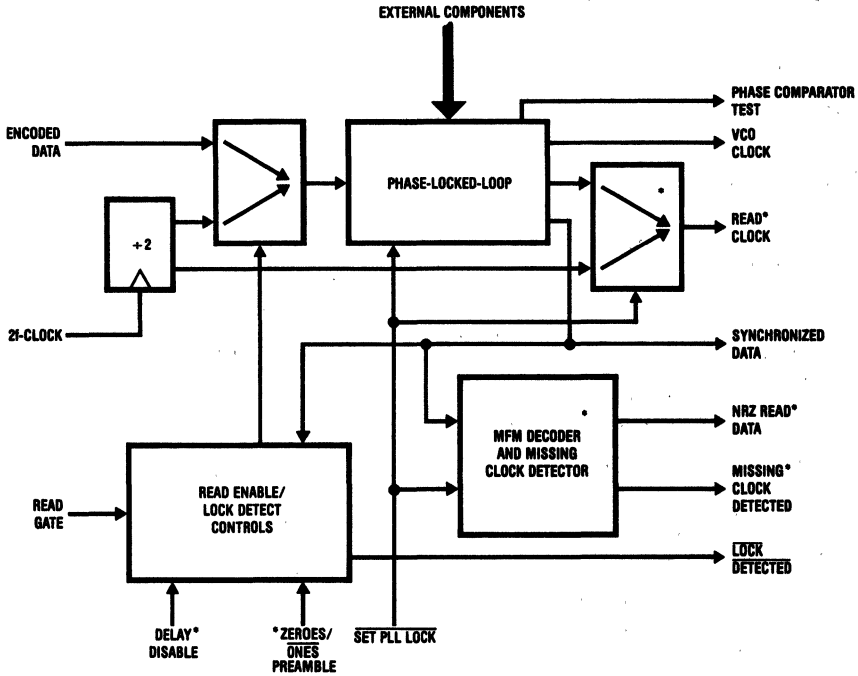 EXTERNAL COMPONENTS
PHASE COMPARATOR
TEST
ENCODED
DATA
VCO
CLOCK
PHASE-LOCKED-LOOP
*
READ*
CLOCK
÷2
2f-CLOCK
SYNCHRONIZED
DATA
*
NRZ READ*
DATA
MFM DECODER
AND MISSING
CLOCK DETECTOR
MISSING*
CLOCK
DETECTED
READ ENABLE/
LOCK DETECT
CONTROLS
READ
GATE
LOCK
DETECTED
DELAY*
DISABLE
*ZEROES/
ONES
PREAMBLE
SET PLL LOCK